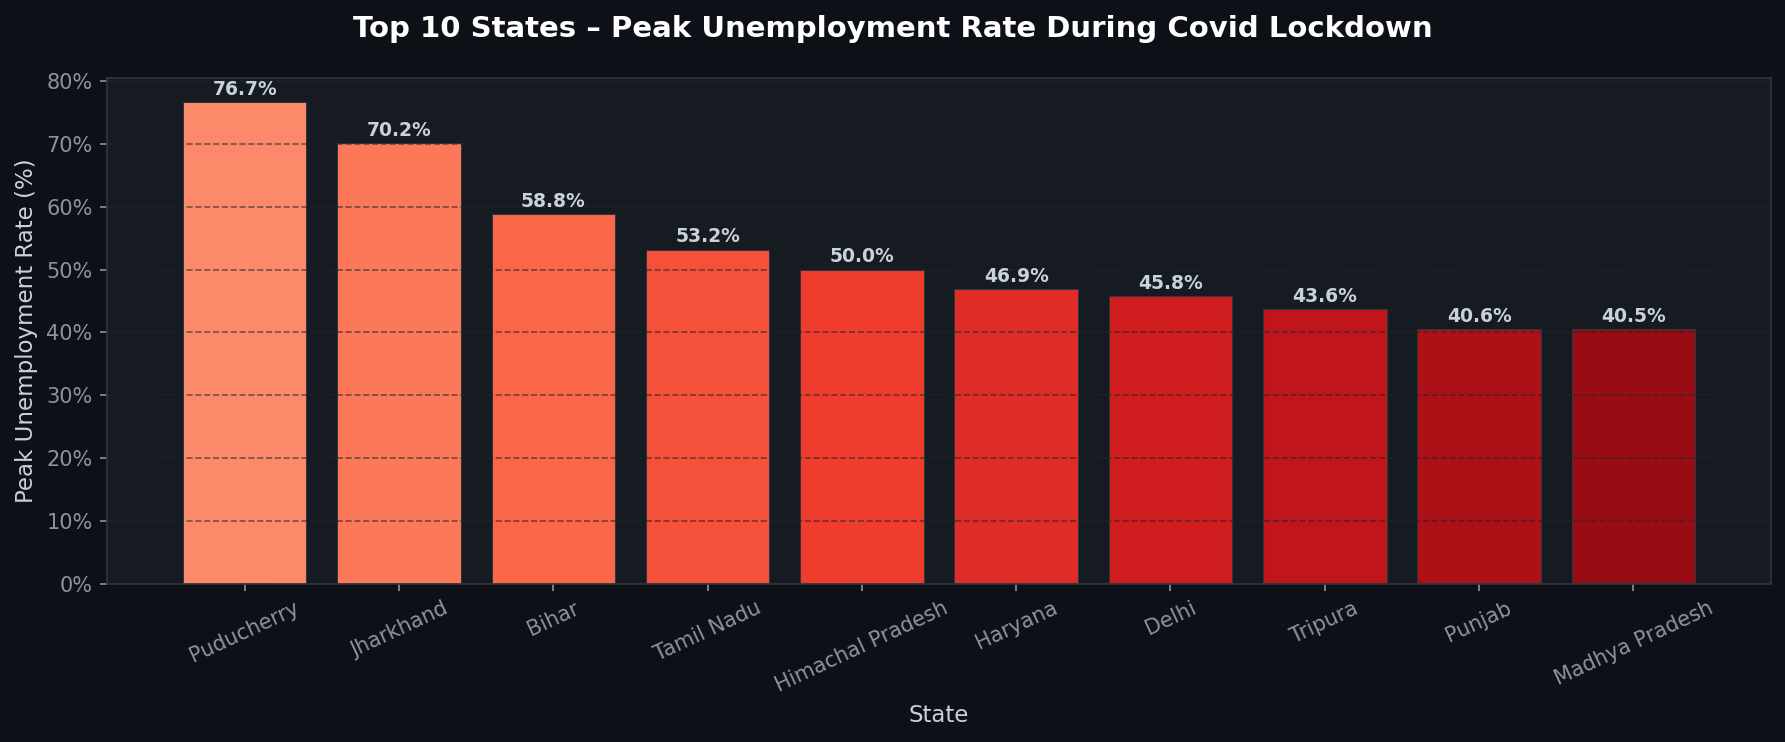 Top 10 States – Peak Unemployment Rate During Covid Lockdown
Peak Unemployment Rate (%)
80%
70%
60%
50%
40%
30%
20%
10%
0%
76.7%
70.2%
58.8%
53.2%
50.0%
46.9%
45.8%
43.6%
40.6%
40.5%
Puducherry
Jharkhand
Bihar
Tamil Nadu
Himachal Pradesh
Haryana
Delhi
Tripura
Punjab
Madhya Pradesh
State